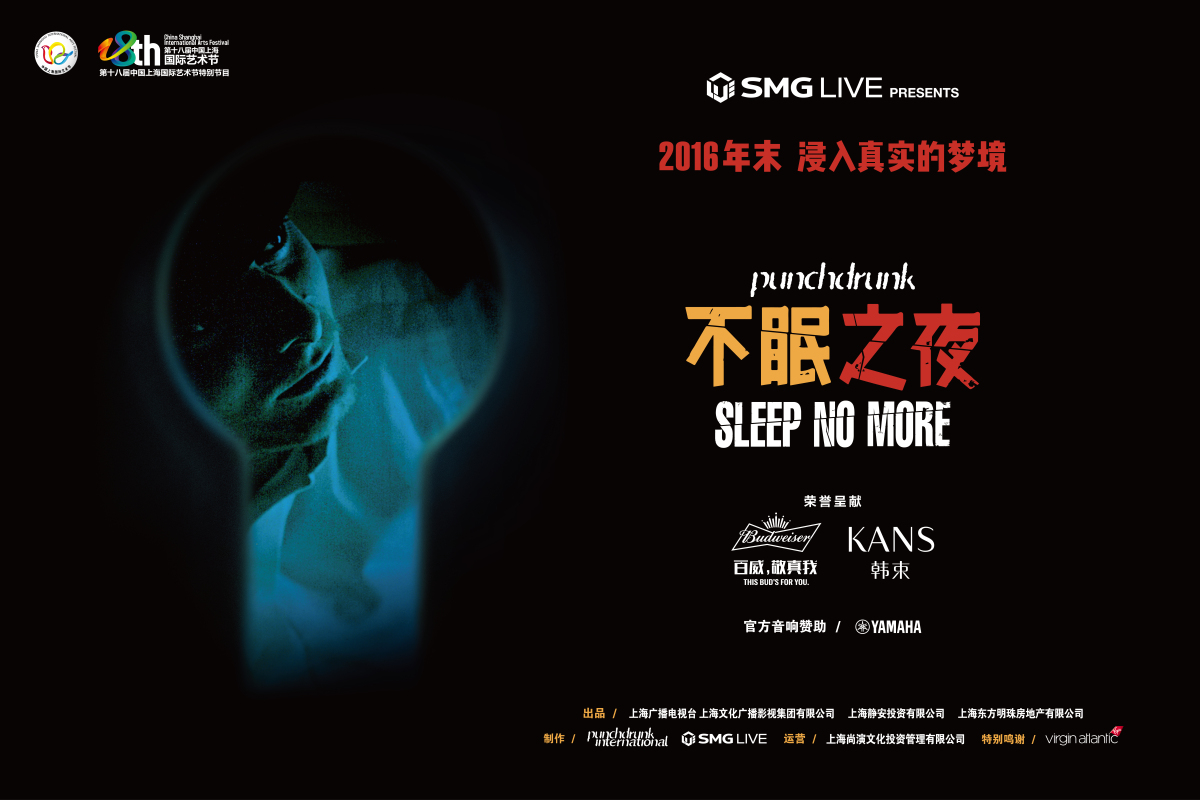 18th
China Shanghai
International Arts Festival
第十八届中国上海
国际艺术节
第十八届中国上海国际艺术节特别节目
SMG LIVE PRESENTS
2016年末 浸入真实的梦境
punchdrunk
不眠之夜
SLEEP NO MORE
荣誉呈献
Budweiser
百威,敬真我
THIS BUD'S FOR YOU.
KANS
韩束
官方音响赞助 / YAMAHA
出品 / 上海广播电视台 上海文化广播影视集团有限公司 上海静安投资有限公司 上海东方明珠房地产有限公司
制作 / punchdrunk international SMG LIVE 运营 / 上海尚演文化投资管理有限公司 特别鸣谢 / virgin atlantic